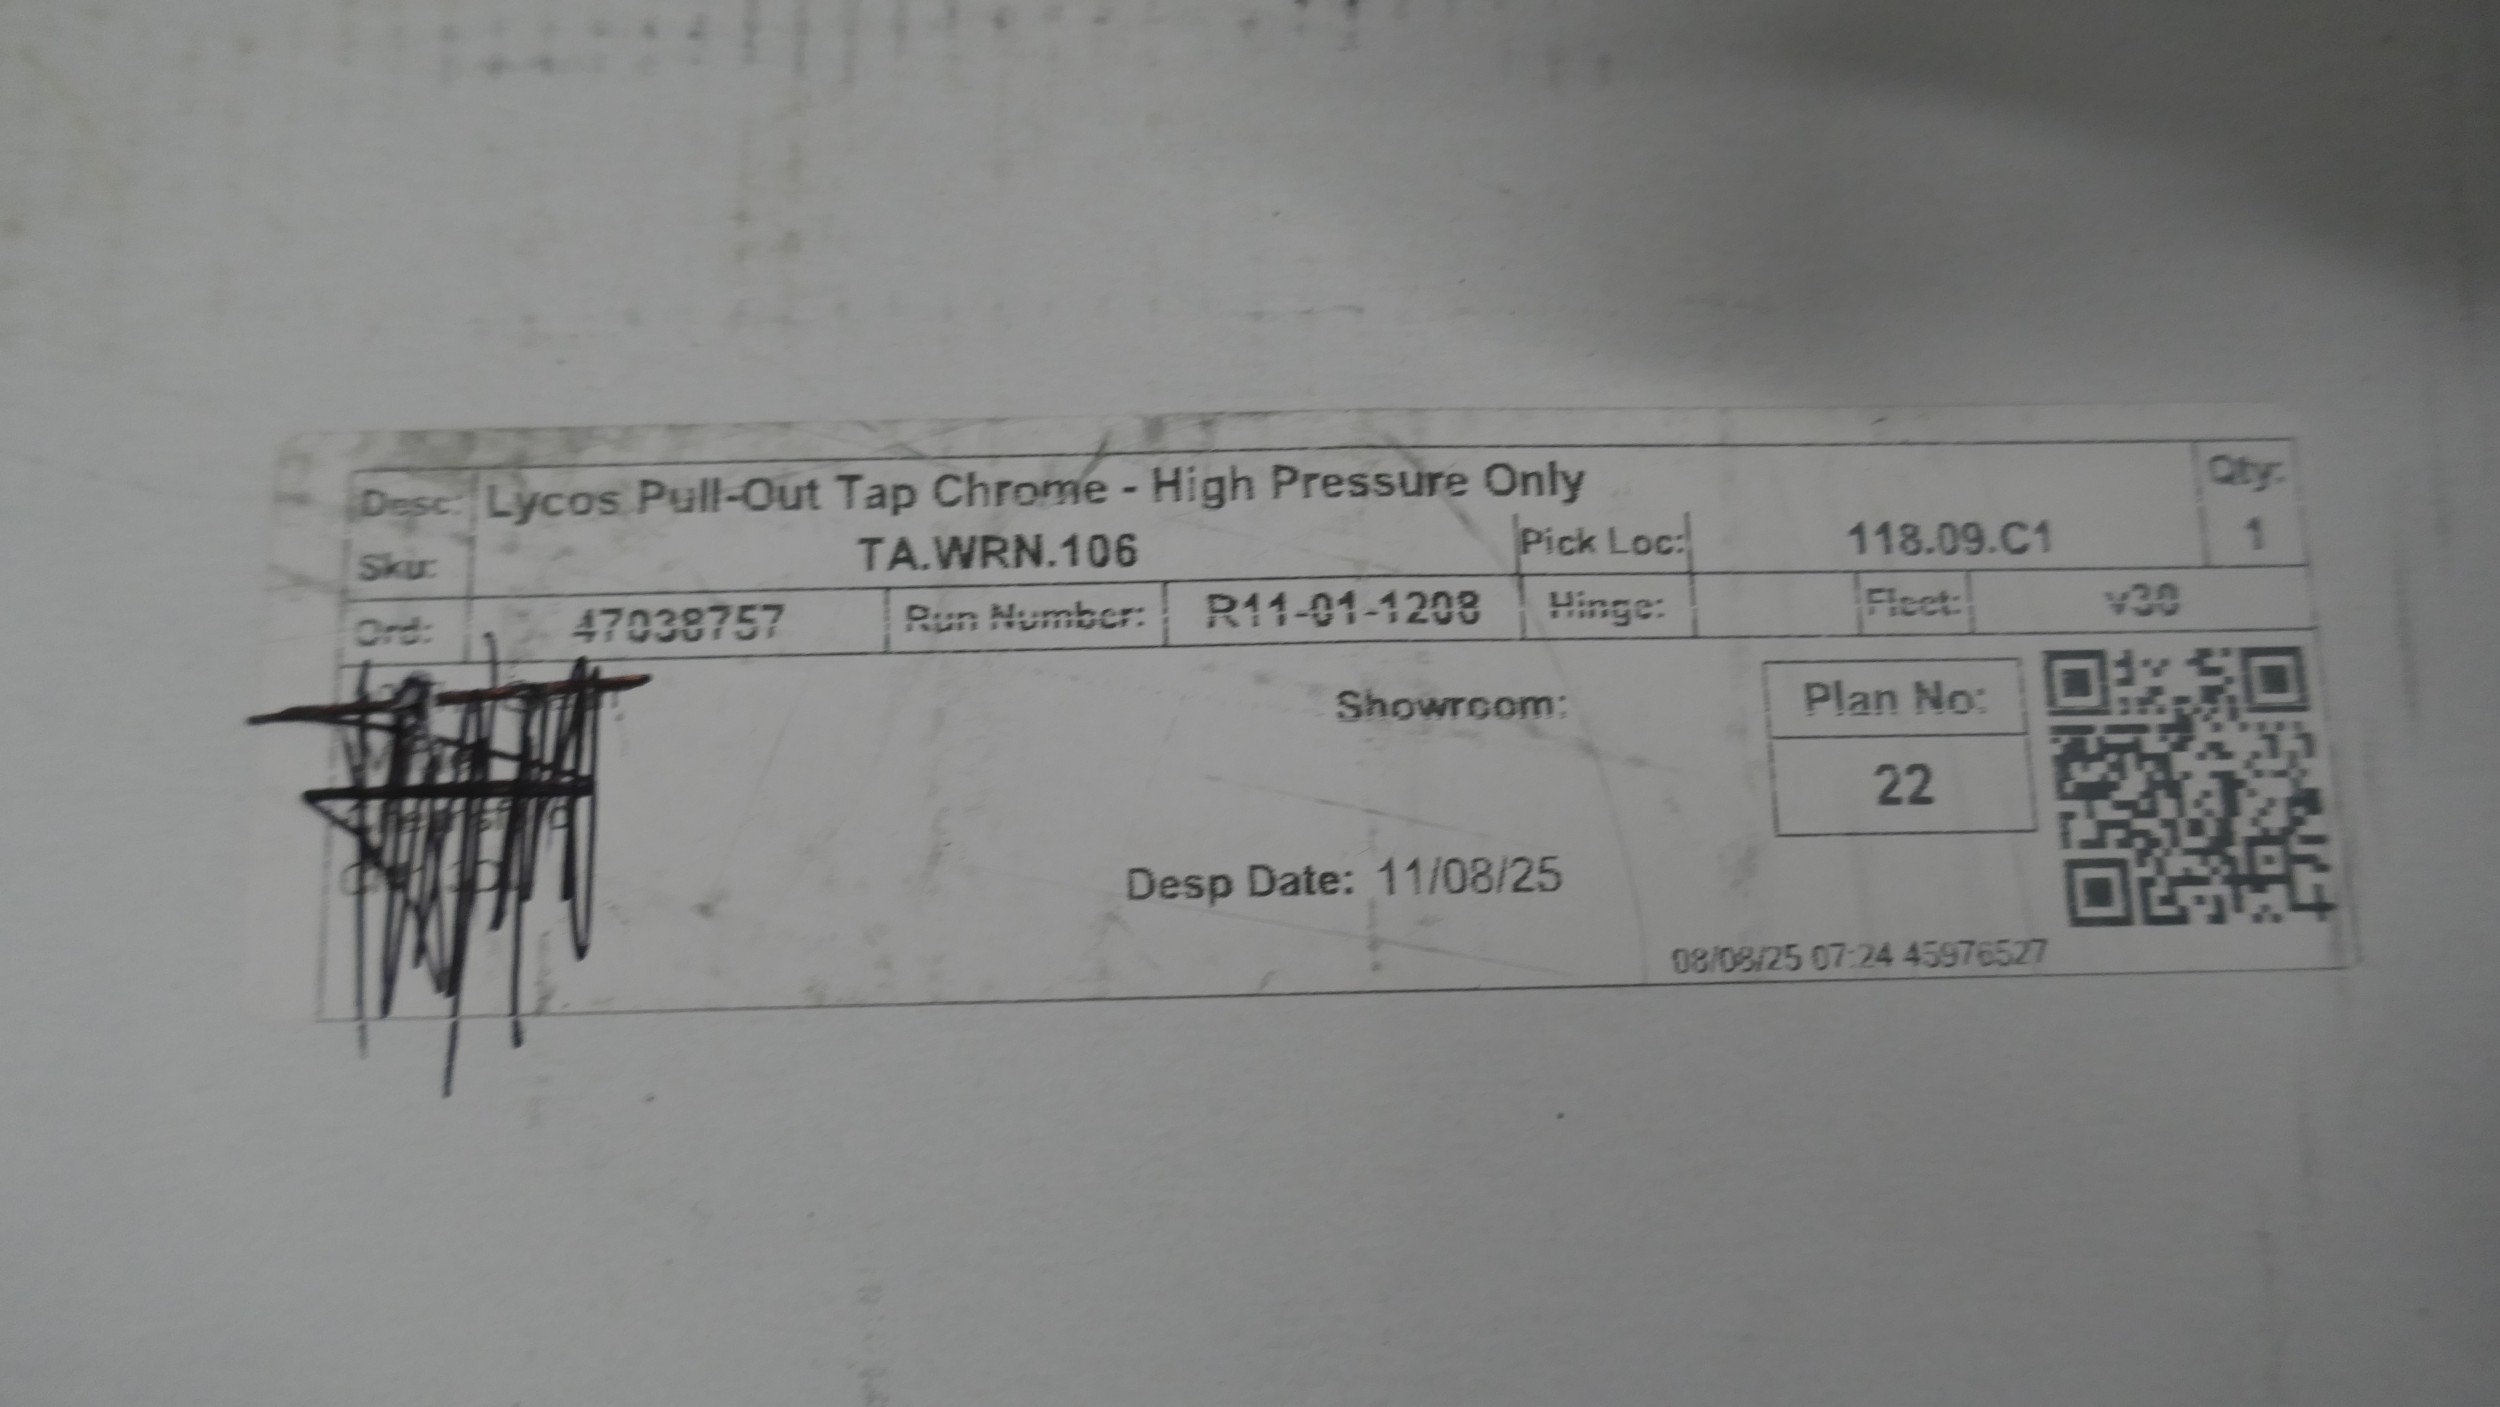 Desc: Lycos Pull-Out Tap Chrome - High Pressure Only Qty:
Sku: TA.WRN.106 Pick Loc: 118.09.C1 1
Ord: 47038757 Run Number: R11-01-1208 Hinge: Fleet: v30
Showroom: Plan No:
22
Desp Date: 11/08/25
08/08/25 07:24 45976527